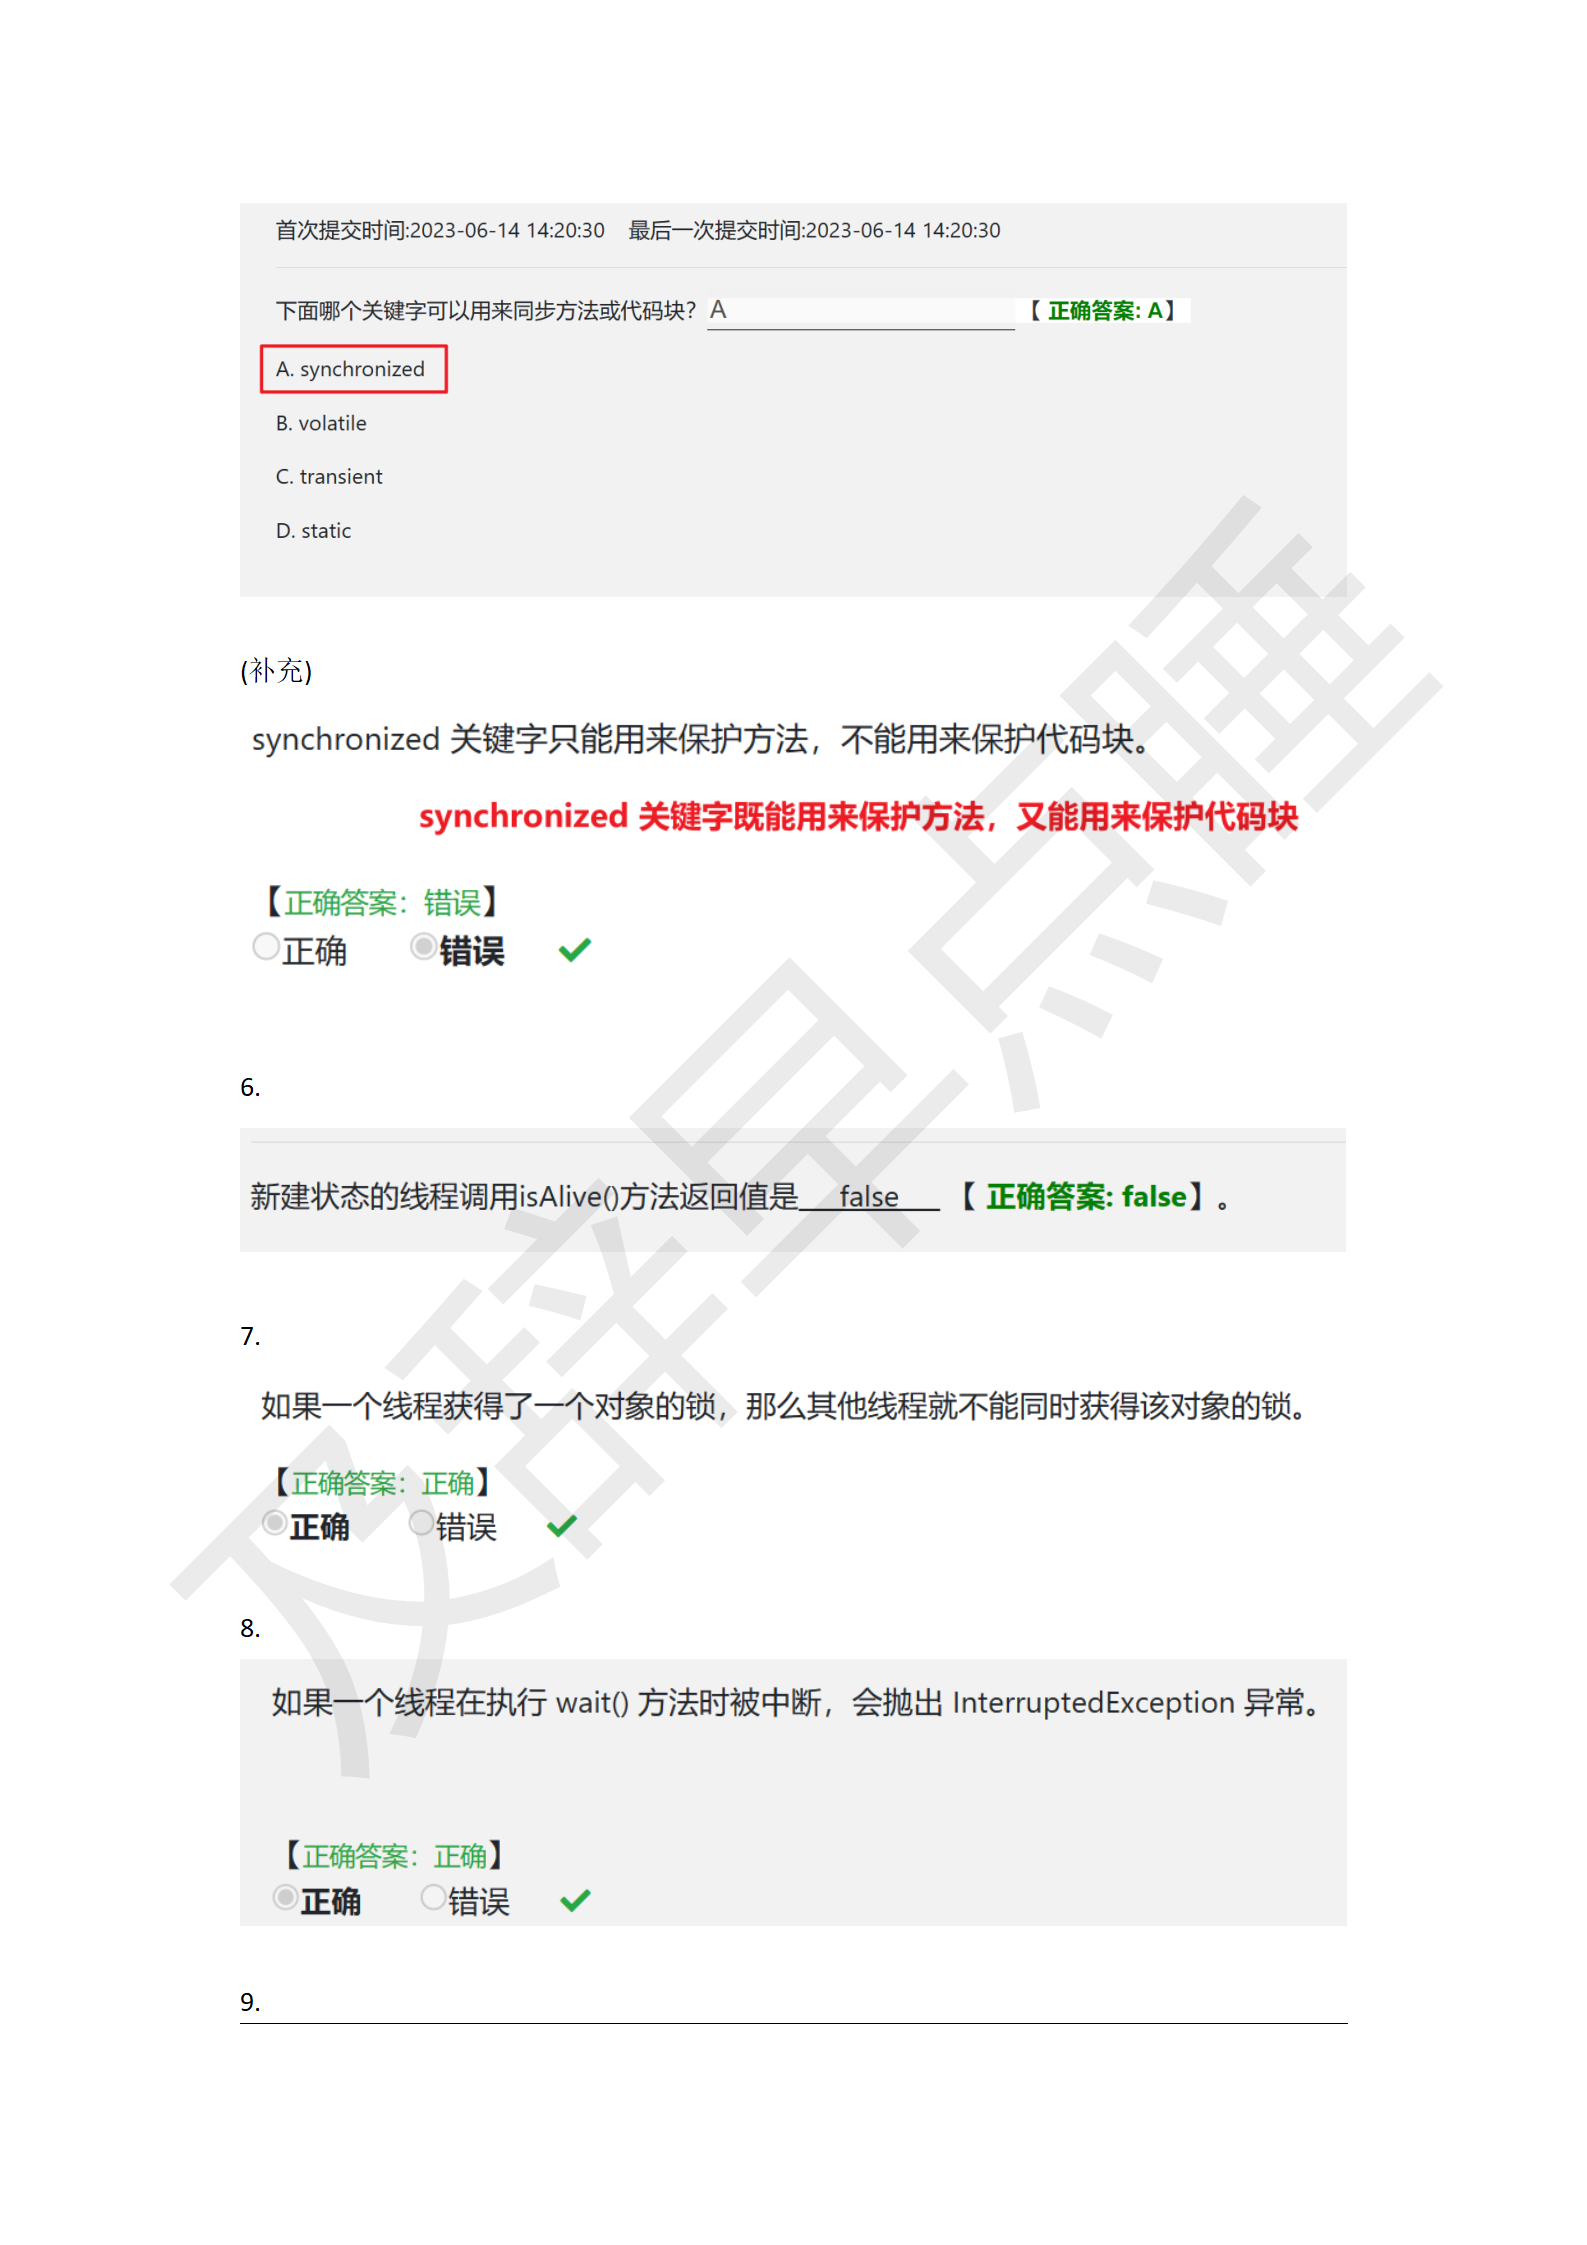 首次提交时间:2023-06-14 14:20:30 最后一次提交时间:2023-06-14 14:20:30
下面哪个关键字可以用来同步方法或代码块？ A 【 正确答案: A】
A. synchronized
B. volatile
C. transient
D. static
(补充)
synchronized 关键字只能用来保护方法，不能用来保护代码块。
synchronized 关键字既能用来保护方法，又能用来保护代码块
【正确答案：错误】
正确 错误
6.
新建状态的线程调用isAlive()方法返回值是 false 【 正确答案: false】。
7.
如果一个线程获得了一个对象的锁，那么其他线程就不能同时获得该对象的锁。
【正确答案：正确】
正确 错误
8.
如果一个线程在执行 wait() 方法时被中断，会抛出 InterruptedException 异常。
【正确答案：正确】
正确 错误
9.
及辞早点睡